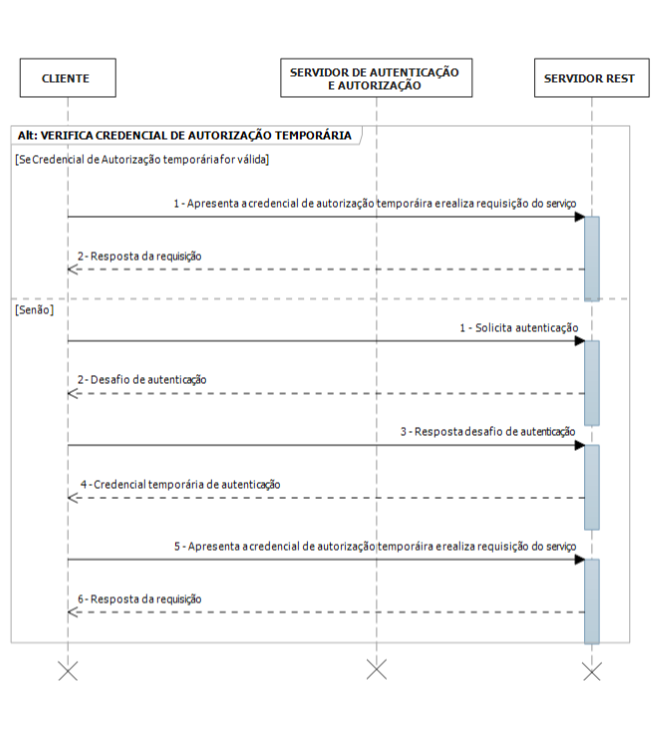 CLIENTE
SERVIDOR DE AUTENTICAÇÃO
E AUTORIZAÇÃO
SERVIDOR REST
Alt: VERIFICA CREDENCIAL DE AUTORIZAÇÃO TEMPORÁRIA
[Se Credencial de Autorização temporária for válida]
1 - Apresenta a credencial de autorização temporáira e realiza requisição do serviço
2 - Resposta da requisição
[Senão]
1 - Solicita autenticação
2 - Desafio de autenticação
3 - Resposta desafio de autenticação
4 - Credencial temporária de autenticação
5 - Apresenta a credencial de autorização temporáira e realiza requisição do serviço
6 - Resposta da requisição